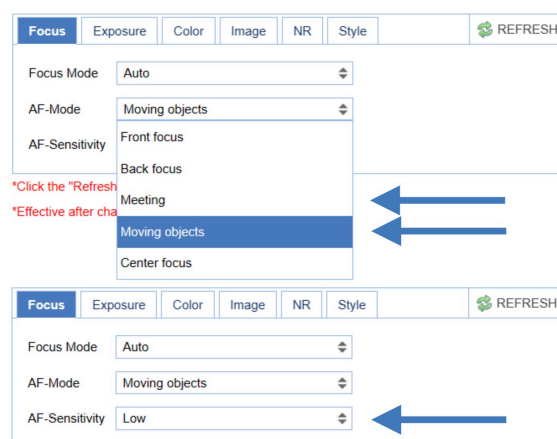 Focus Exposure Color Image NR Style REFRESH
Focus Mode Auto
AF-Mode Moving objects
Front focus
AF-Sensitivity
Back focus
*Click the "Refresh
Meeting
*Effective after cha
Moving objects
Center focus
Focus Exposure Color Image NR Style REFRESH
Focus Mode Auto
AF-Mode Moving objects
AF-Sensitivity Low